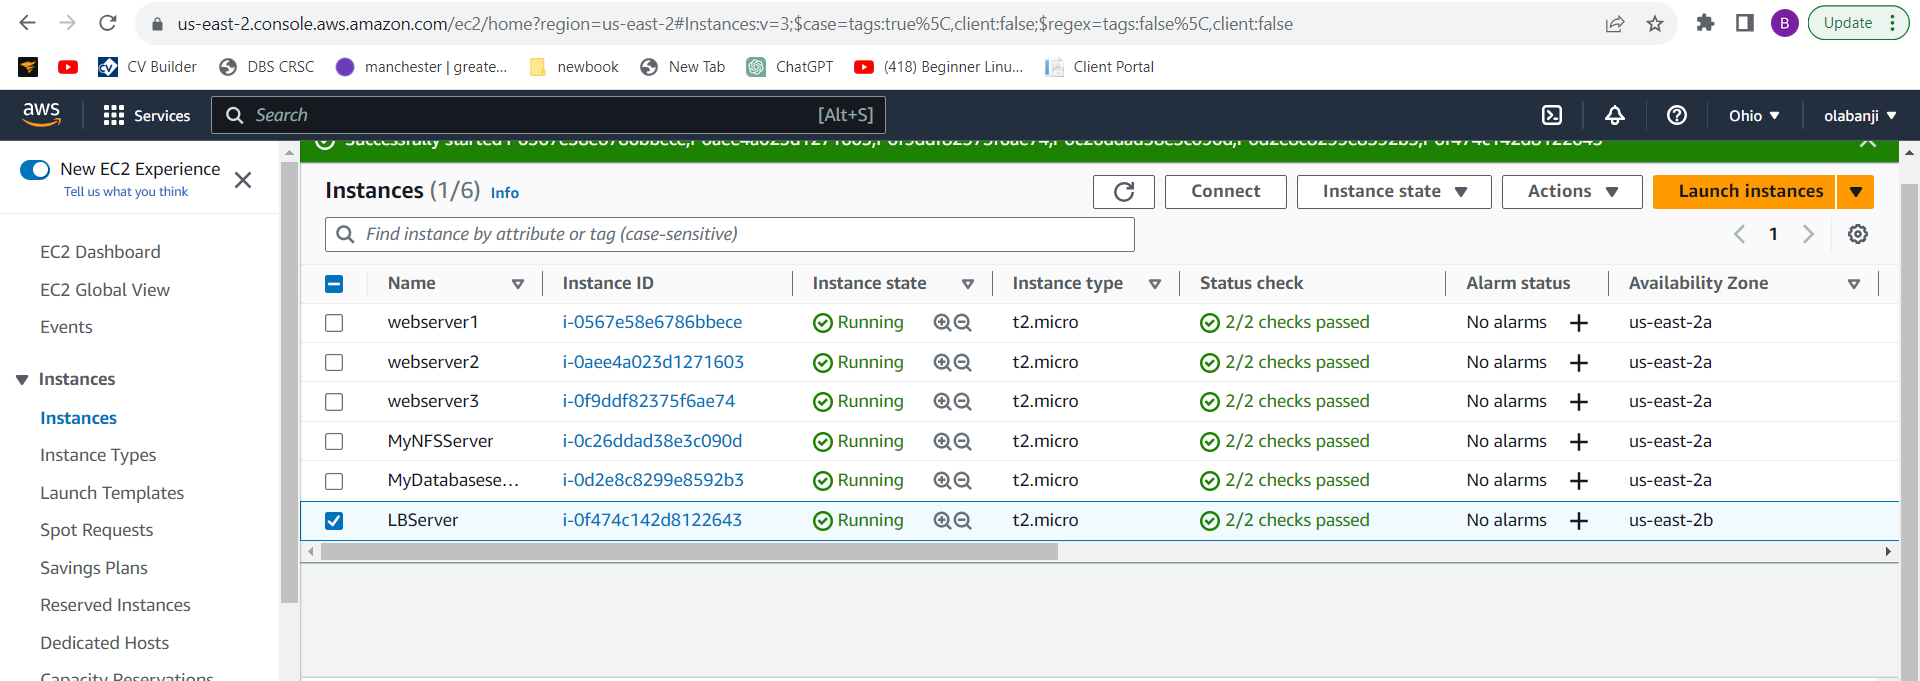 us-east-2.console.aws.amazon.com/ec2/home?region=us-east-2#Instances:v=3;$case=tags:true%5C,client:false;$regex=tags:false%5C,client:false
B
Update
CV Builder
DBS CRSC
manchester | greate...
newbook
New Tab
ChatGPT
(418) Beginner Linu...
Client Portal
aws
Services
Search
[Alt+S]
Ohio
olabanji
New EC2 Experience
Tell us what you think
EC2 Dashboard
EC2 Global View
Events
Instances
Instances
Instance Types
Launch Templates
Spot Requests
Savings Plans
Reserved Instances
Dedicated Hosts
Capacity Reservations
Successfully started i-0567e58e6786bbece,i-0aee4a023d1271603,i-0f9ddf82375f6ae74,i-0c26ddad38e3c090d,i-0d2e8c8299e8592b3,i-0f474c142d8122643
Instances (1/6) Info
Connect
Instance state
Actions
Launch instances
Find instance by attribute or tag (case-sensitive)
1
Name Instance ID Instance state Instance type Status check Alarm status Availability Zone
webserver1 i-0567e58e6786bbece Running t2.micro 2/2 checks passed No alarms + us-east-2a
webserver2 i-0aee4a023d1271603 Running t2.micro 2/2 checks passed No alarms + us-east-2a
webserver3 i-0f9ddf82375f6ae74 Running t2.micro 2/2 checks passed No alarms + us-east-2a
MyNFSServer i-0c26ddad38e3c090d Running t2.micro 2/2 checks passed No alarms + us-east-2a
MyDatabasese... i-0d2e8c8299e8592b3 Running t2.micro 2/2 checks passed No alarms + us-east-2a
LBServer i-0f474c142d8122643 Running t2.micro 2/2 checks passed No alarms + us-east-2b